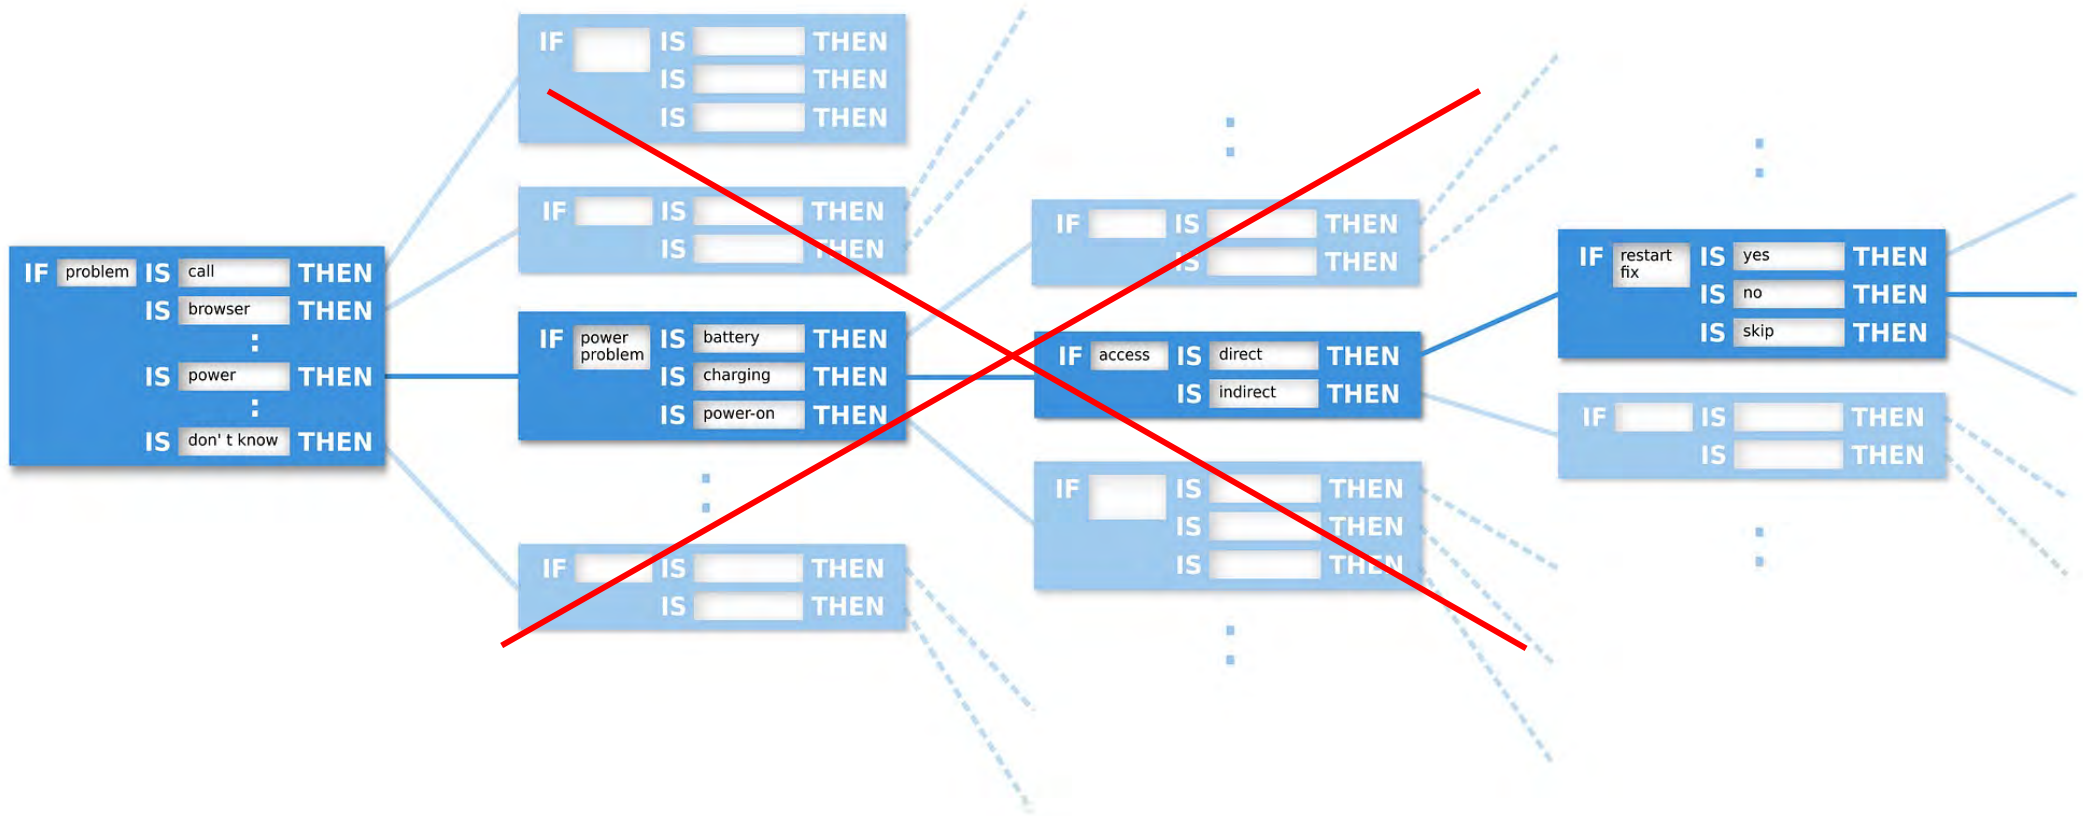 IF problem IS call THEN
IS browser THEN
:
IS power THEN
:
IS don't know THEN
IF IS THEN
IS THEN
IS THEN
IF IS THEN
IS THEN
IF power problem IS battery THEN
IS charging THEN
IS power-on THEN
:
IF IS THEN
IS THEN
:
IF IS THEN
IS THEN
IF access IS direct THEN
IS indirect THEN
IF IS THEN
IS THEN
IS THEN
:
:
IF restart fix IS yes THEN
IS no THEN
IS skip THEN
IF IS THEN
IS THEN
: